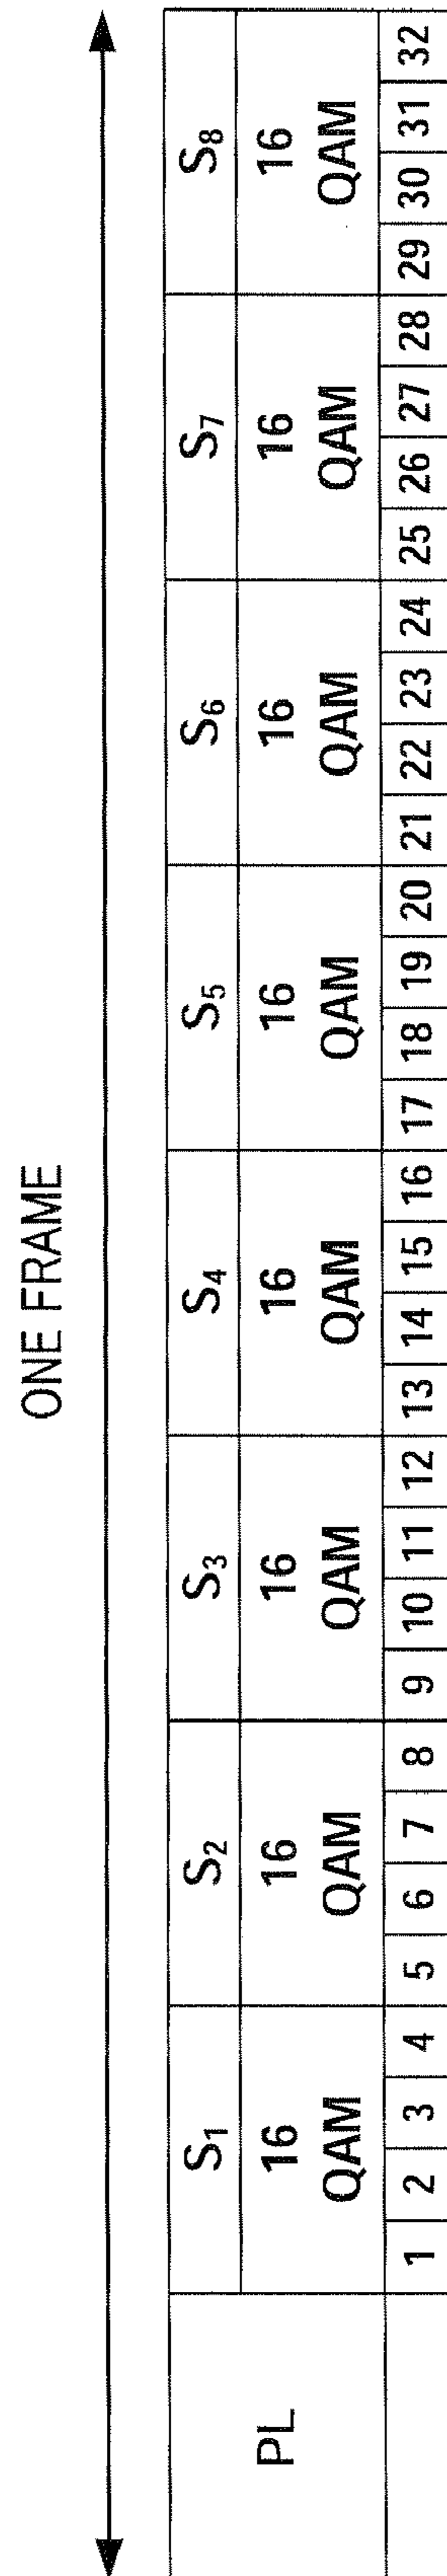 ONE FRAME
PL S₁ S₂ S₃ S₄ S₅ S₆ S₇ S₈
16 16 16 16 16 16 16 16
QAM QAM QAM QAM QAM QAM QAM QAM
1 2 3 4 5 6 7 8 9 10 11 12 13 14 15 16 17 18 19 20 21 22 23 24 25 26 27 28 29 30 31 32